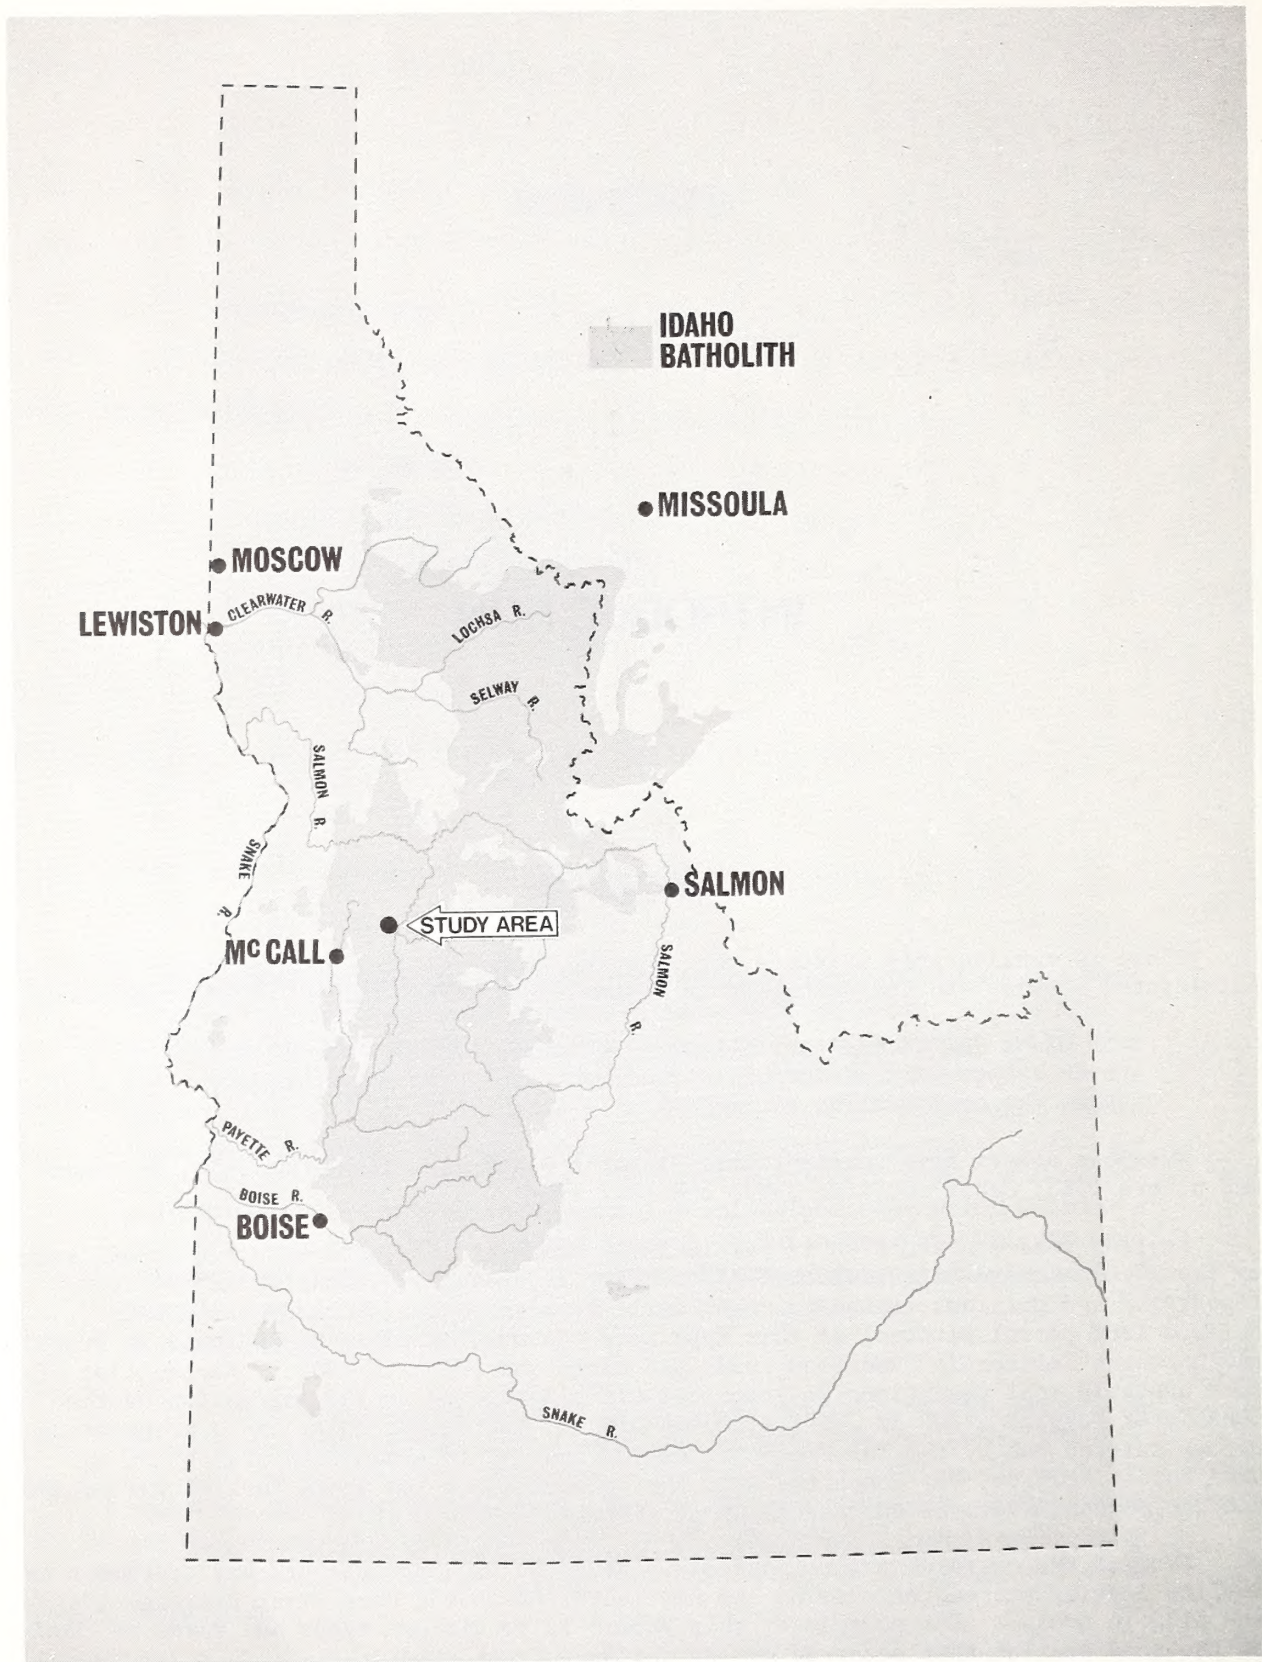 IDAHO
BATHOLITH
MISSOULA
MOSCOW
CLEARWATER R.
LEWISTON
LOCHSA R.
SELWAY R.
SALMON R.
SNAKE R.
SALMON
STUDY AREA
McCALL
SALMON R.
PAYETTE R.
BOISE R.
BOISE
SNAKE R.